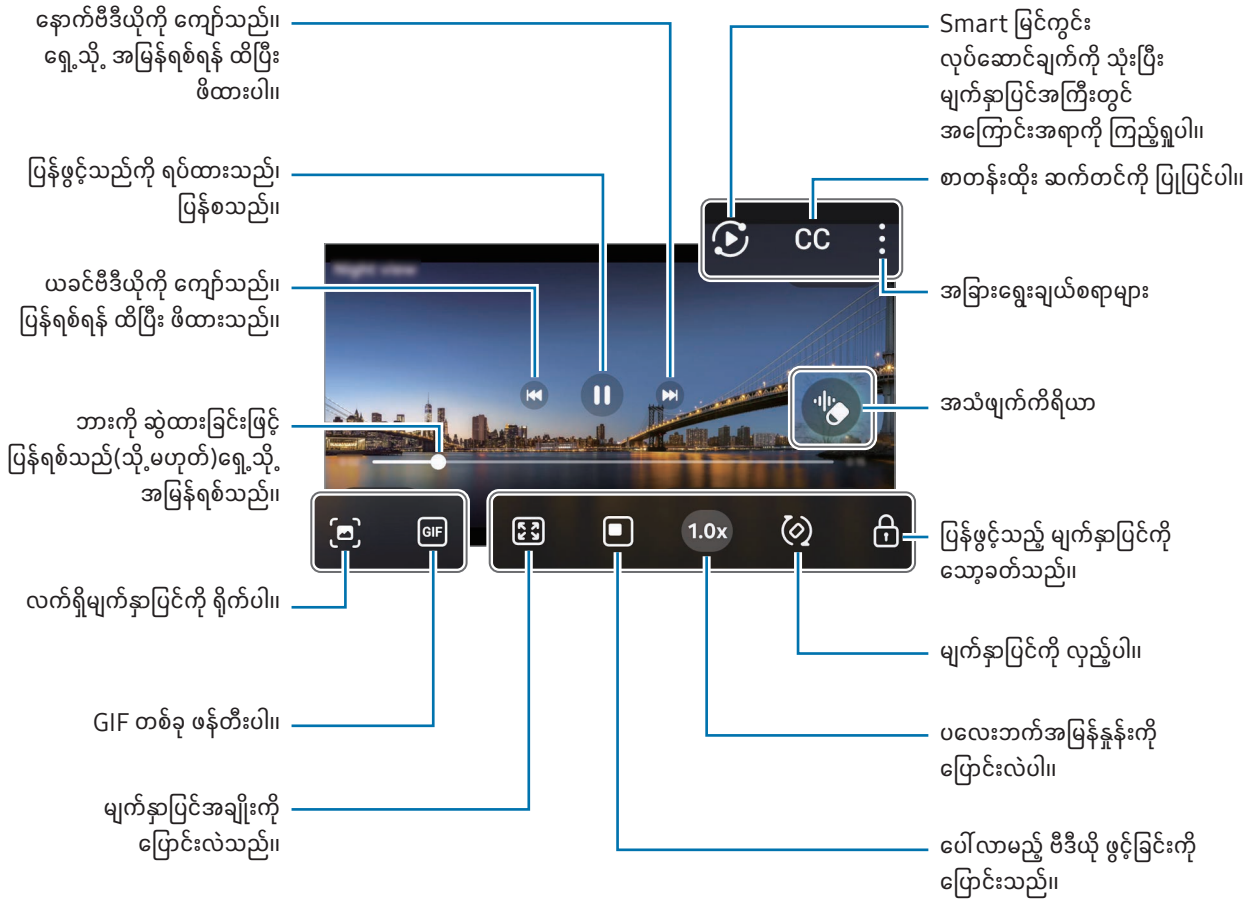 နောက်ဗီဒီယိုကို ကျော်သည်။
ရှေ့သို့ အမြန်ရစ်ရန် ထိပြီး
ဖိထားပါ။
ပြန်ဖွင့်သည်ကို ရပ်ထားသည်၊
ပြန်စသည်။
ယခင်ဗီဒီယိုကို ကျော်သည်။
ပြန်ရစ်ရန် ထိပြီး ဖိထားသည်။
ဘားကို ဆွဲထားခြင်းဖြင့်
ပြန်ရစ်သည်(သို့မဟုတ်)ရှေ့သို့
အမြန်ရစ်သည်။
လက်ရှိမျက်နှာပြင်ကို ရိုက်ပါ။
GIF တစ်ခု ဖန်တီးပါ။
မျက်နှာပြင်အချိုးကို
ပြောင်းလဲသည်။
Night view
CC
GIF
1.0x
Smart မြင်ကွင်း
လုပ်ဆောင်ချက်ကို သုံးပြီး
မျက်နှာပြင်အကြီးတွင်
အကြောင်းအရာကို ကြည့်ရှုပါ။
စာတန်းထိုး ဆက်တင်ကို ပြုပြင်ပါ။
အခြားရွေးချယ်စရာများ
အသံဖျက်ကိရိယာ
ပြန်ဖွင့်သည့် မျက်နှာပြင်ကို
သော့ခတ်သည်။
မျက်နှာပြင်ကို လှည့်ပါ။
ပလေးဘက်အမြန်နှုန်းကို
ပြောင်းလဲပါ။
ပေါ်လာမည့် ဗီဒီယို ဖွင့်ခြင်းကို
ပြောင်းသည်။